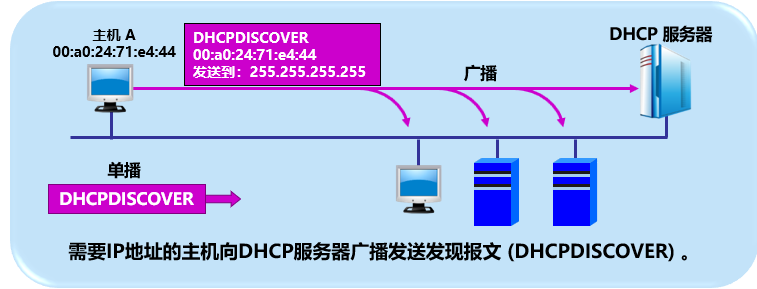 主机 A
00:a0:24:71:e4:44
DHCPDISCOVER
00:a0:24:71:e4:44
发送到：255.255.255.255
DHCP 服务器
广播
单播
DHCPDISCOVER
需要IP地址的主机向DHCP服务器广播发送发现报文 (DHCPDISCOVER) 。